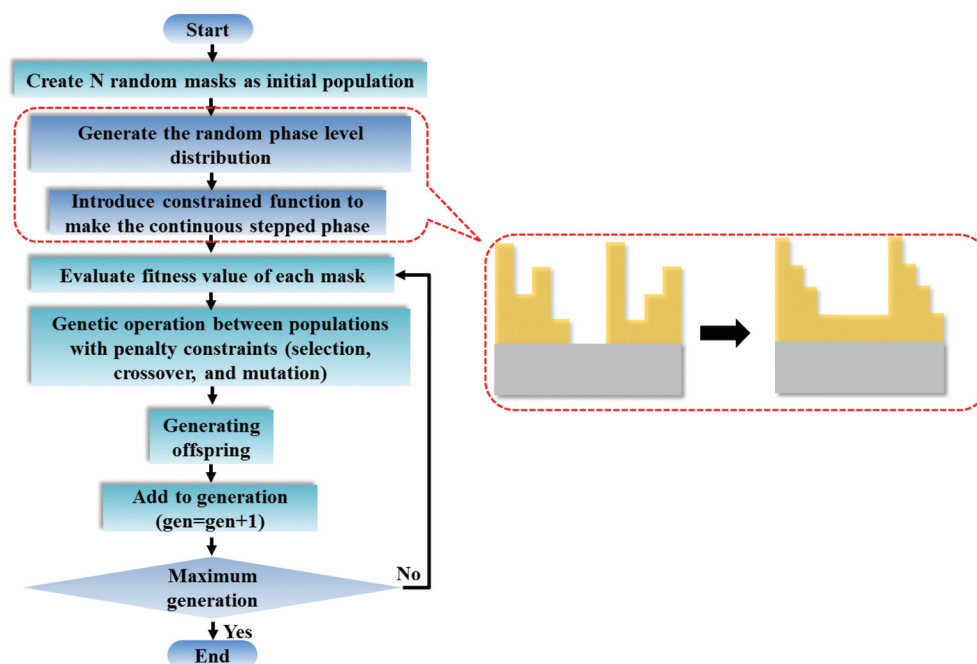 Start
Create N random masks as initial population
Generate the random phase level
distribution
Introduce constrained function to
make the continuous stepped phase
Evaluate fitness value of each mask
Genetic operation between populations
with penalty constraints (selection,
crossover, and mutation)
Generating
offspring
Add to generation
(gen=gen+1)
Maximum
generation
No
Yes
End